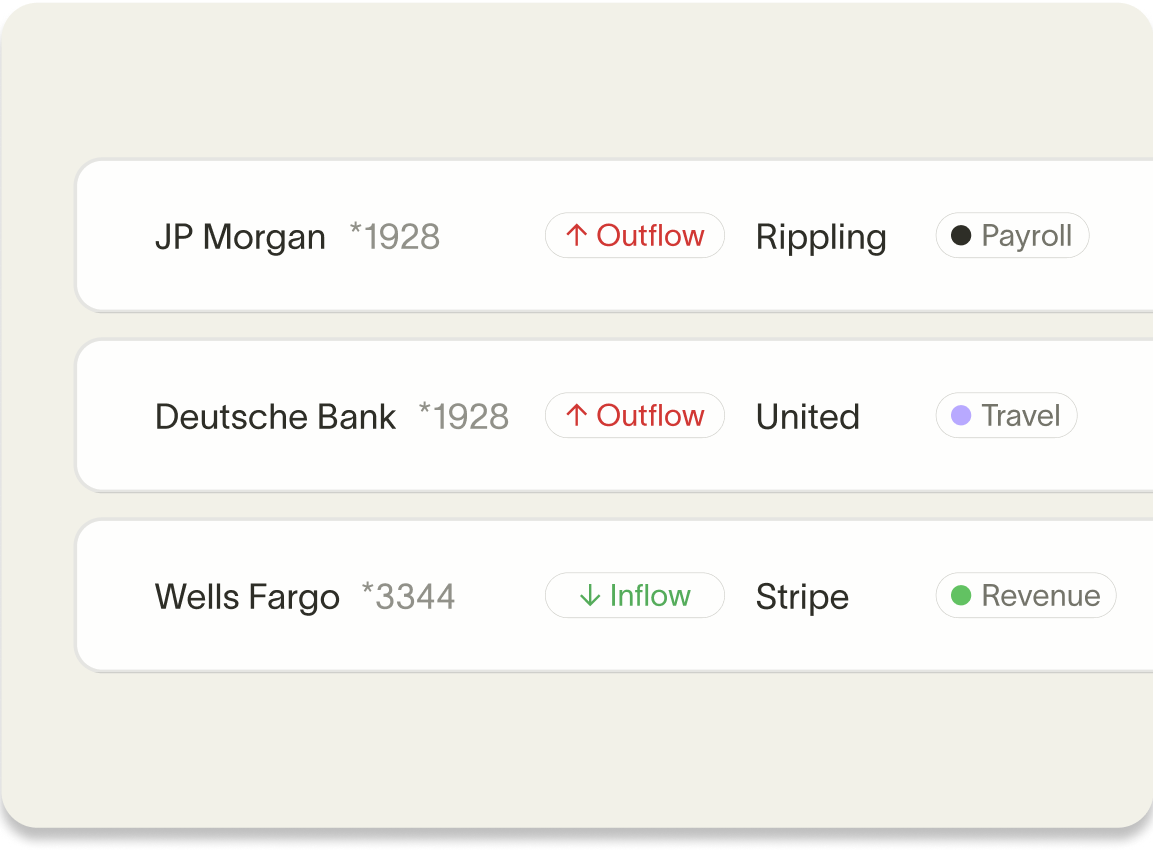 JP Morgan *1928 ↑ Outflow Rippling Payroll
Deutsche Bank *1928 ↑ Outflow United Travel
Wells Fargo *3344 ↓ Inflow Stripe Revenue